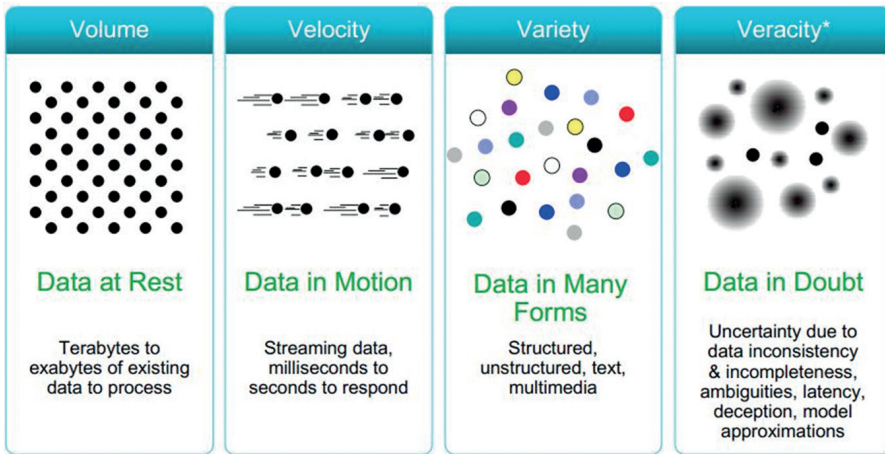 Volume
Data at Rest
Terabytes to
exabytes of existing
data to process
Velocity
Data in Motion
Streaming data,
milliseconds to
seconds to respond
Variety
Data in Many
Forms
Structured,
unstructured, text,
multimedia
Veracity*
Data in Doubt
Uncertainty due to
data inconsistency
& incompleteness,
ambiguities, latency,
deception, model
approximations